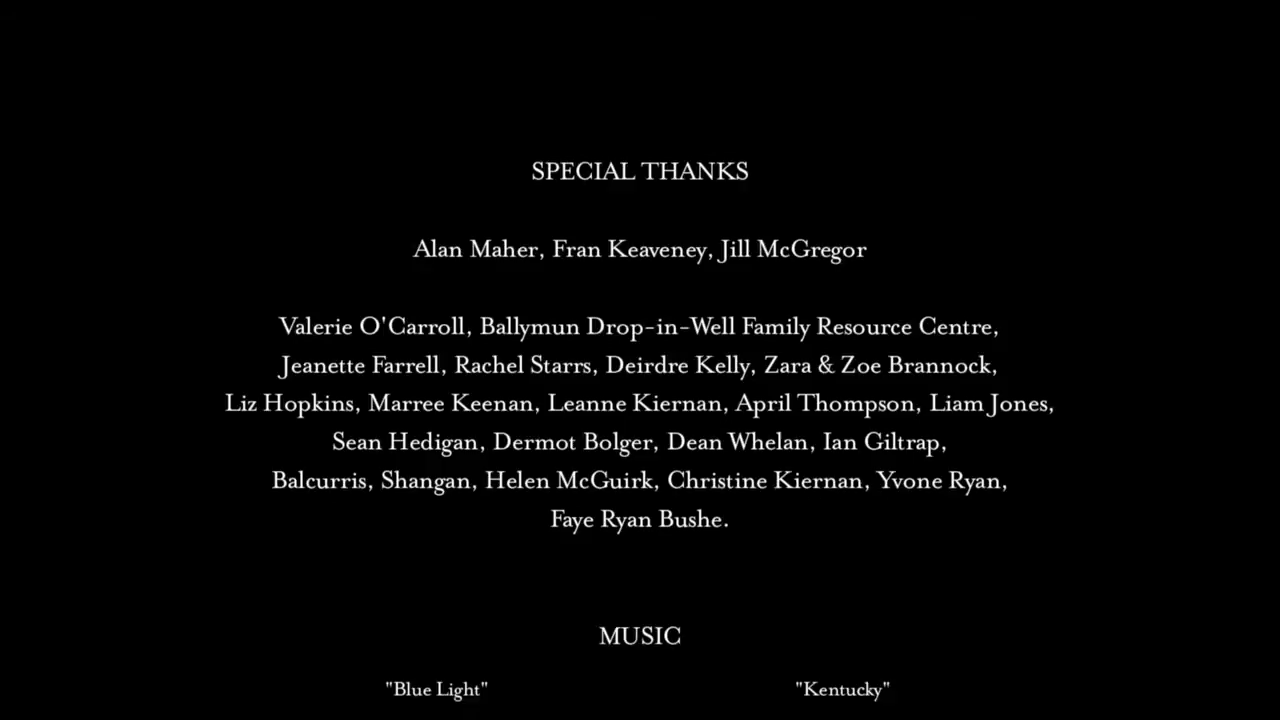 SPECIAL THANKS
Alan Maher, Fran Keaveney, Jill McGregor
Valerie O'Carroll, Ballymun Drop-in-Well Family Resource Centre,
Jeanette Farrell, Rachel Starrs, Deirdre Kelly, Zara & Zoe Brannock,
Liz Hopkins, Marree Keenan, Leanne Kiernan, April Thompson, Liam Jones,
Sean Hedigan, Dermot Bolger, Dean Whelan, Ian Giltrap,
Balcurris, Shangan, Helen McGuirk, Christine Kiernan, Yvone Ryan,
Faye Ryan Bushe.
MUSIC
"Blue Light" "Kentucky"